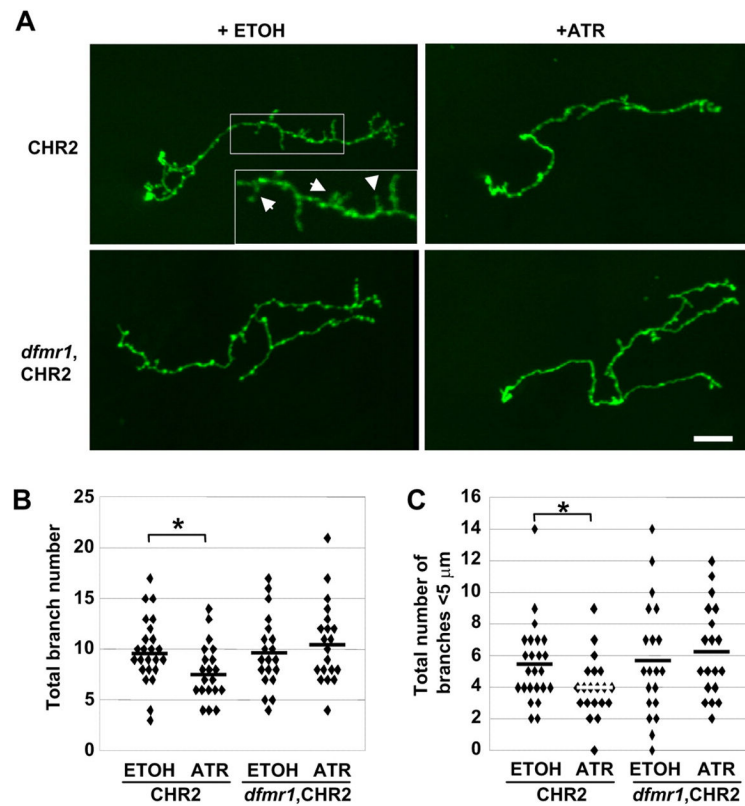 A
+ ETOH
+ATR
CHR2
dfmr1,
CHR2
B
Total branch number
25
20
15
10
5
0
*
ETOH ATR ETOH ATR
CHR2 dfmr1,CHR2
C
Total number of
branches <5 μm
16
14
12
10
8
6
4
2
0
*
ETOH ATR ETOH ATR
CHR2 dfmr1,CHR2